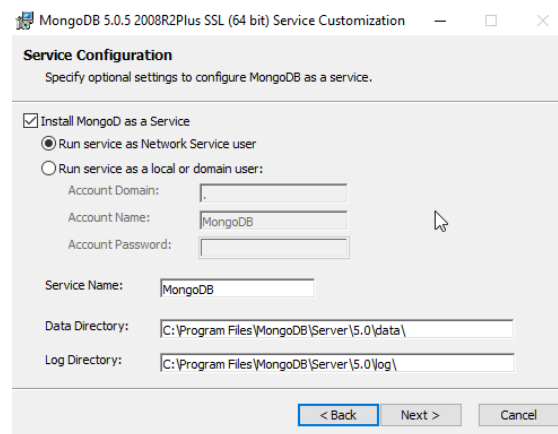 MongoDB 5.0.5 2008R2Plus SSL (64 bit) Service Customization
Service Configuration
Specify optional settings to configure MongoDB as a service.
Install MongoD as a Service
Run service as Network Service user
Run service as a local or domain user:
Account Domain: .
Account Name: MongoDB
Account Password:
Service Name: MongoDB
Data Directory: C:\Program Files\MongoDB\Server\5.0\data\
Log Directory: C:\Program Files\MongoDB\Server\5.0\log\
< Back Next > Cancel